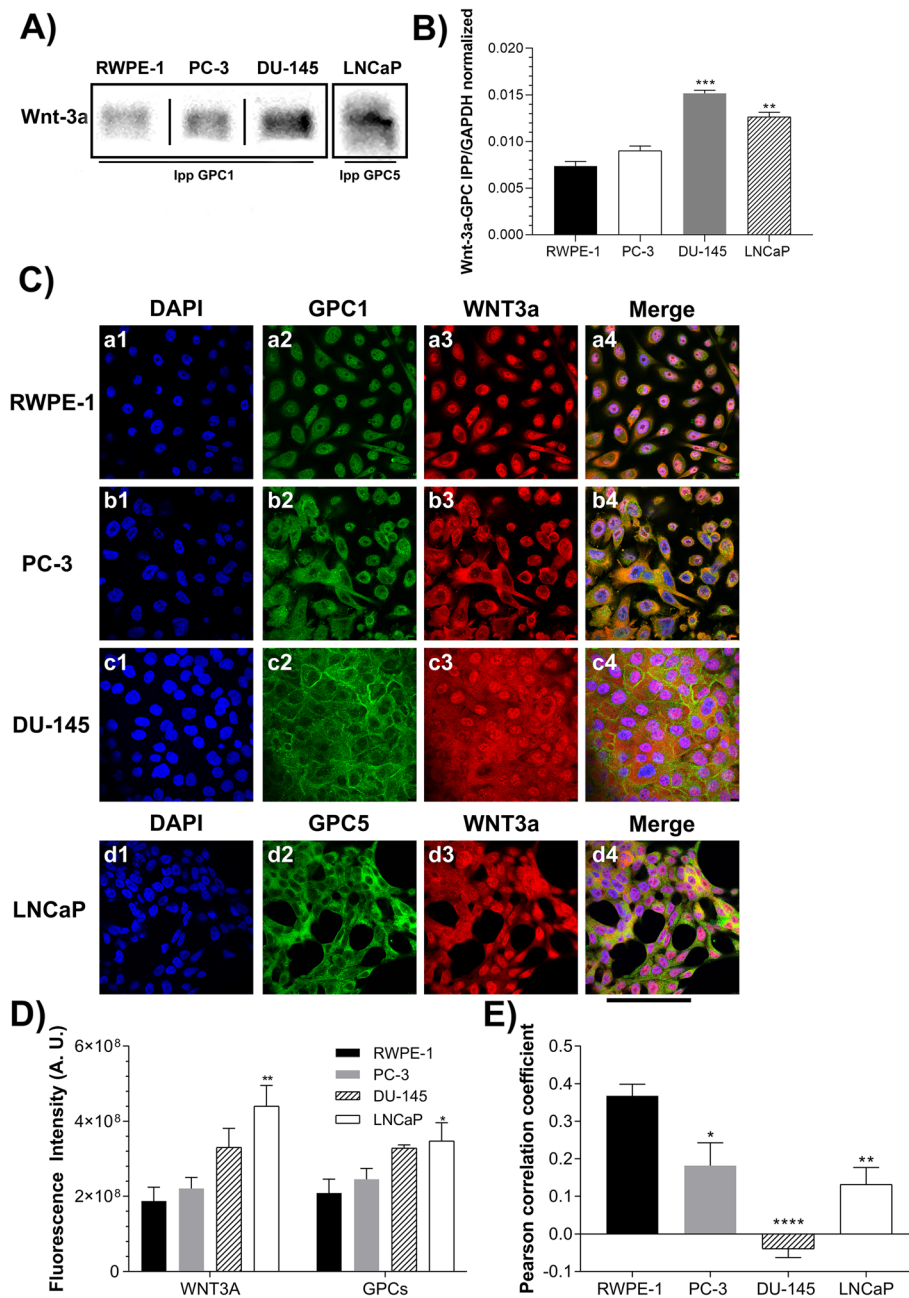 A)
RWPE-1 PC-3 DU-145 LNCaP
Wnt-3a
Ipp GPC1 Ipp GPC5
B)
Wnt-3a-GPC IPP/GAPDH normalized
0.020
0.015
0.010
0.005
0.000
***
**
RWPE-1 PC-3 DU-145 LNCaP
C)
DAPI GPC1 WNT3a Merge
RWPE-1
a1 a2 a3 a4
PC-3
b1 b2 b3 b4
DU-145
c1 c2 c3 c4
DAPI GPC5 WNT3a Merge
LNCaP
d1 d2 d3 d4
D)
Fluorescence Intensity (A. U.)
6×10⁸
4×10⁸
2×10⁸
0
RWPE-1
PC-3
DU-145
LNCaP
**
*
WNT3A GPCs
E)
Pearson correlation coefficient
0.5
0.4
0.3
0.2
0.1
0.0
-0.1
*
****
**
RWPE-1 PC-3 DU-145 LNCaP